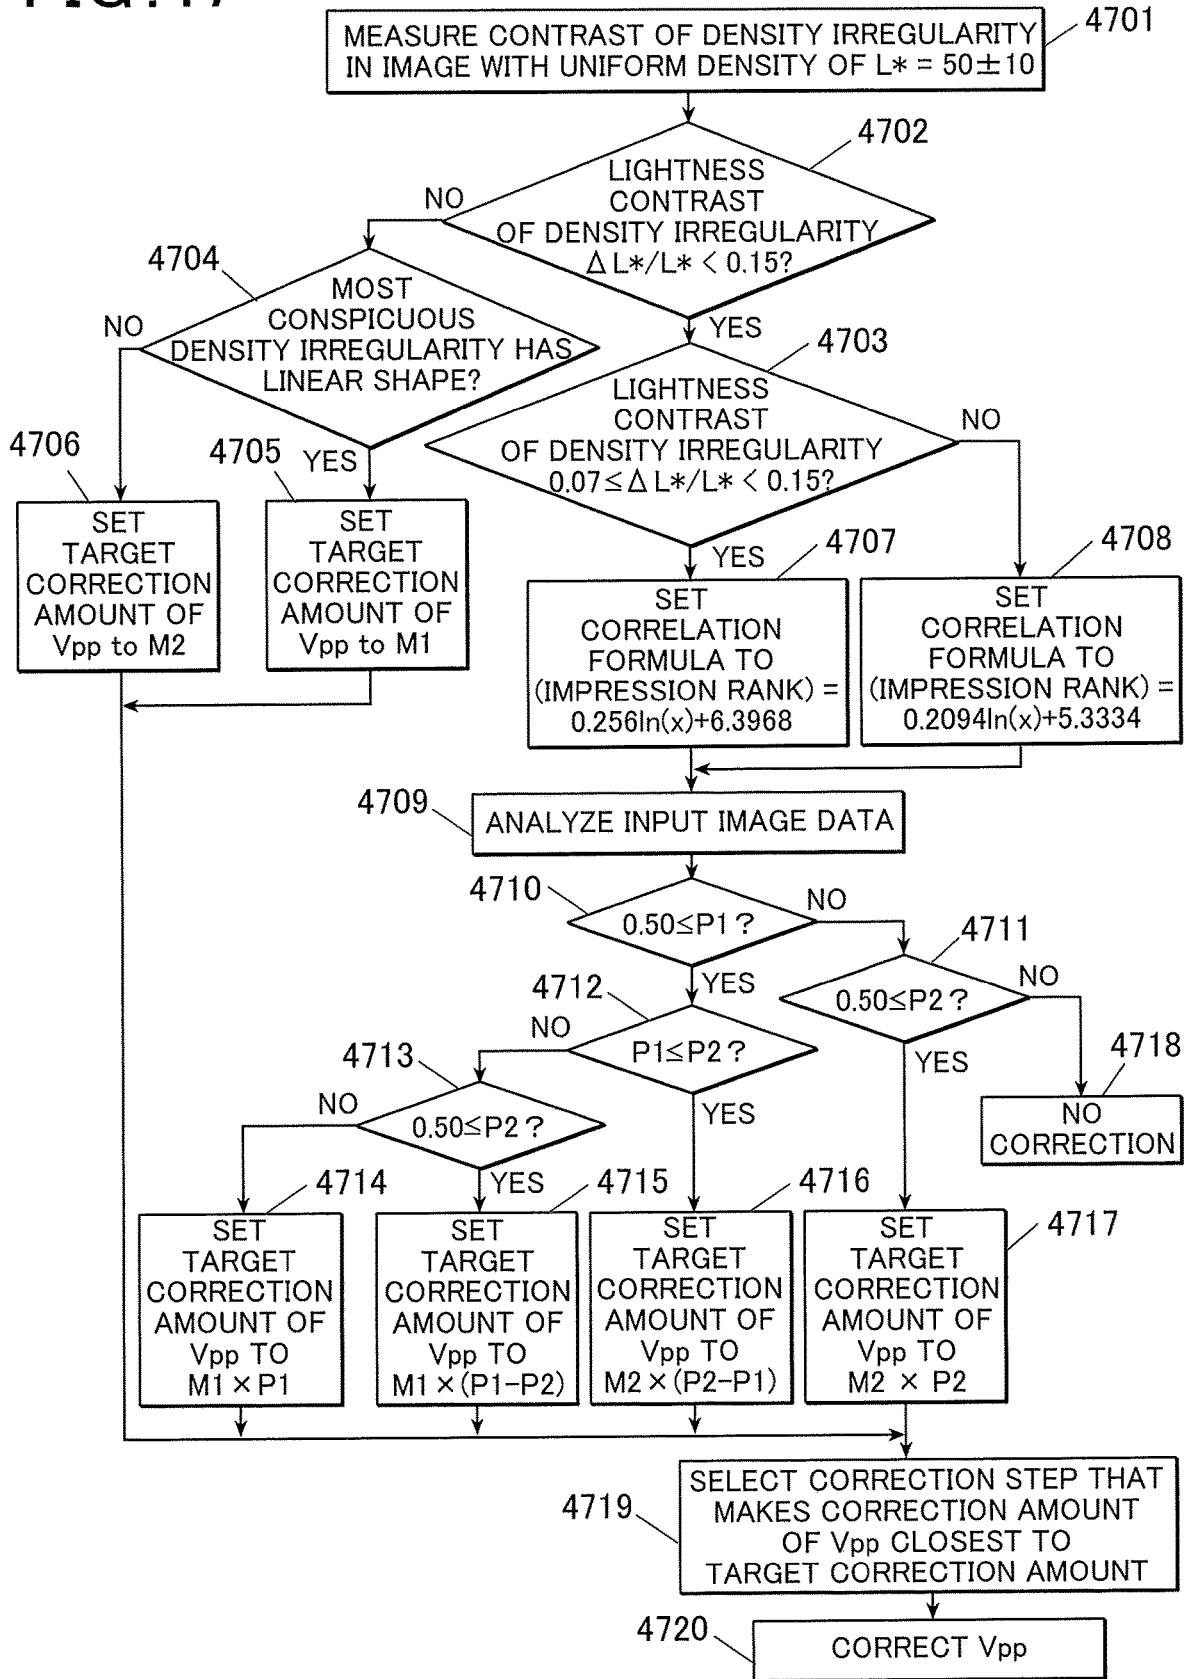 4701
MEASURE CONTRAST OF DENSITY IRREGULARITY
IN IMAGE WITH UNIFORM DENSITY OF L* = 50±10
4702
LIGHTNESS
CONTRAST
OF DENSITY IRREGULARITY
Δ L*/L* < 0.15?
NO
YES
4704
MOST
CONSPICUOUS
DENSITY IRREGULARITY HAS
LINEAR SHAPE?
NO
YES
4703
LIGHTNESS
CONTRAST
OF DENSITY IRREGULARITY
0.07≤Δ L*/L* < 0.15?
NO
YES
4706
SET
TARGET
CORRECTION
AMOUNT OF
Vpp to M2
4705
SET
TARGET
CORRECTION
AMOUNT OF
Vpp to M1
4707
SET
CORRELATION
FORMULA TO
(IMPRESSION RANK) =
0.256ln(x)+6.3968
4708
SET
CORRELATION
FORMULA TO
(IMPRESSION RANK) =
0.2094ln(x)+5.3334
4709
ANALYZE INPUT IMAGE DATA
4710
0.50≤P1?
NO
YES
4711
0.50≤P2?
NO
YES
4712
P1≤P2?
NO
YES
4713
0.50≤P2?
NO
YES
4718
NO
CORRECTION
4714
SET
TARGET
CORRECTION
AMOUNT OF
Vpp TO
M1×P1
4715
SET
TARGET
CORRECTION
AMOUNT OF
Vpp TO
M1×(P1-P2)
4716
SET
TARGET
CORRECTION
AMOUNT OF
Vpp TO
M2×(P2-P1)
4717
SET
TARGET
CORRECTION
AMOUNT OF
Vpp TO
M2 × P2
4719
SELECT CORRECTION STEP THAT
MAKES CORRECTION AMOUNT
OF Vpp CLOSEST TO
TARGET CORRECTION AMOUNT
4720
CORRECT Vpp